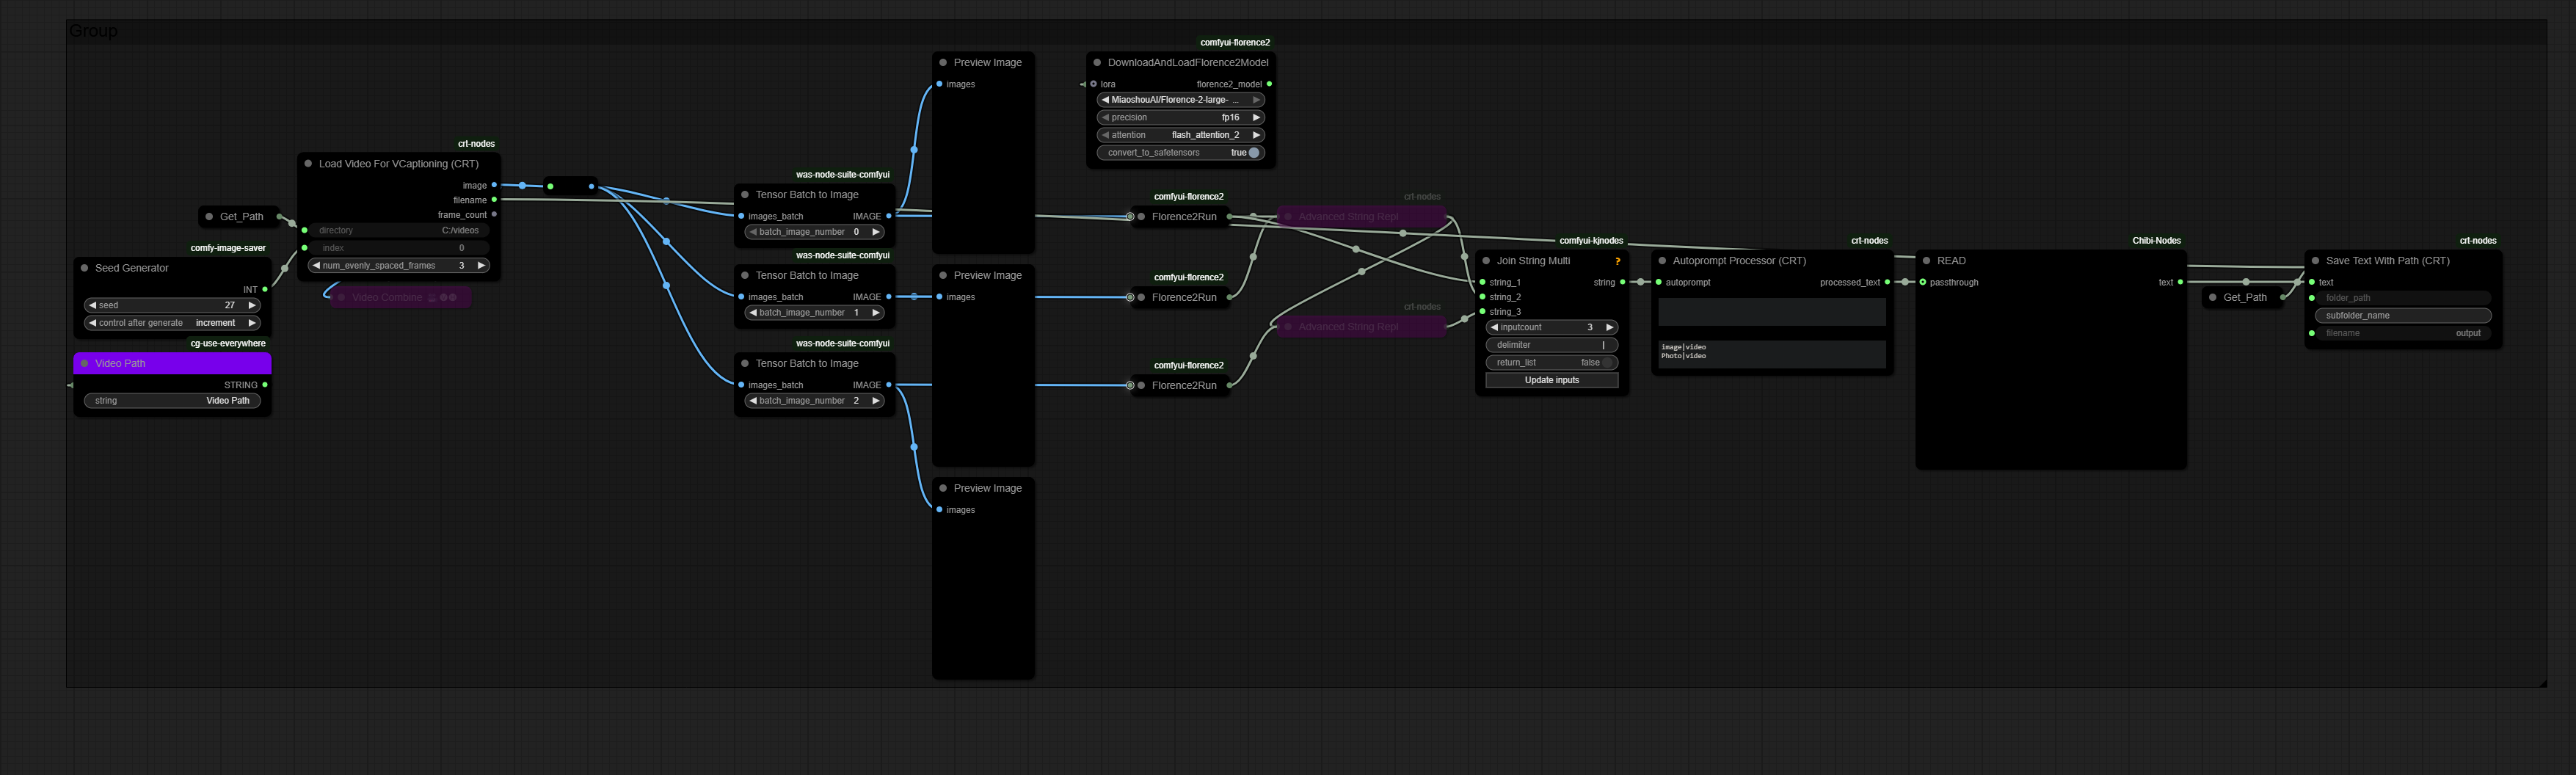 Group
comfyui-florence2
Preview Image
images
DownloadAndLoadFlorence2Model
lora
florence2_model
MiaoshouAI/Florence-2-large- ...
precision fp16
attention flash_attention_2
convert_to_safetensors true
crt-nodes
Load Video For VCaptioning (CRT)
image
filename
frame_count
directory C:/videos
index 0
num_evenly_spaced_frames 3
Get_Path
comfy-image-saver
Seed Generator
INT
seed 27
control after generate increment
cg-use-everywhere
Video Path
STRING
string Video Path
Video Combine
was-node-suite-comfyui
Tensor Batch to Image
images_batch IMAGE
batch_image_number 0
was-node-suite-comfyui
Tensor Batch to Image
images_batch IMAGE
batch_image_number 1
was-node-suite-comfyui
Tensor Batch to Image
images_batch IMAGE
batch_image_number 2
Preview Image
images
Preview Image
images
comfyui-florence2
Florence2Run
comfyui-florence2
Florence2Run
comfyui-florence2
Florence2Run
crt-nodes
Advanced String Repl
crt-nodes
Advanced String Repl
comfyui-kjnodes
Join String Multi ?
string_1 string
string_2
string_3
inputcount 3
delimiter |
return_list false
Update inputs
crt-nodes
Autoprompt Processor (CRT)
autoprompt processed_text
image|video
Photo|video
Chibi-Nodes
READ
passthrough text
Get_Path
crt-nodes
Save Text With Path (CRT)
text
folder_path
subfolder_name
filename output